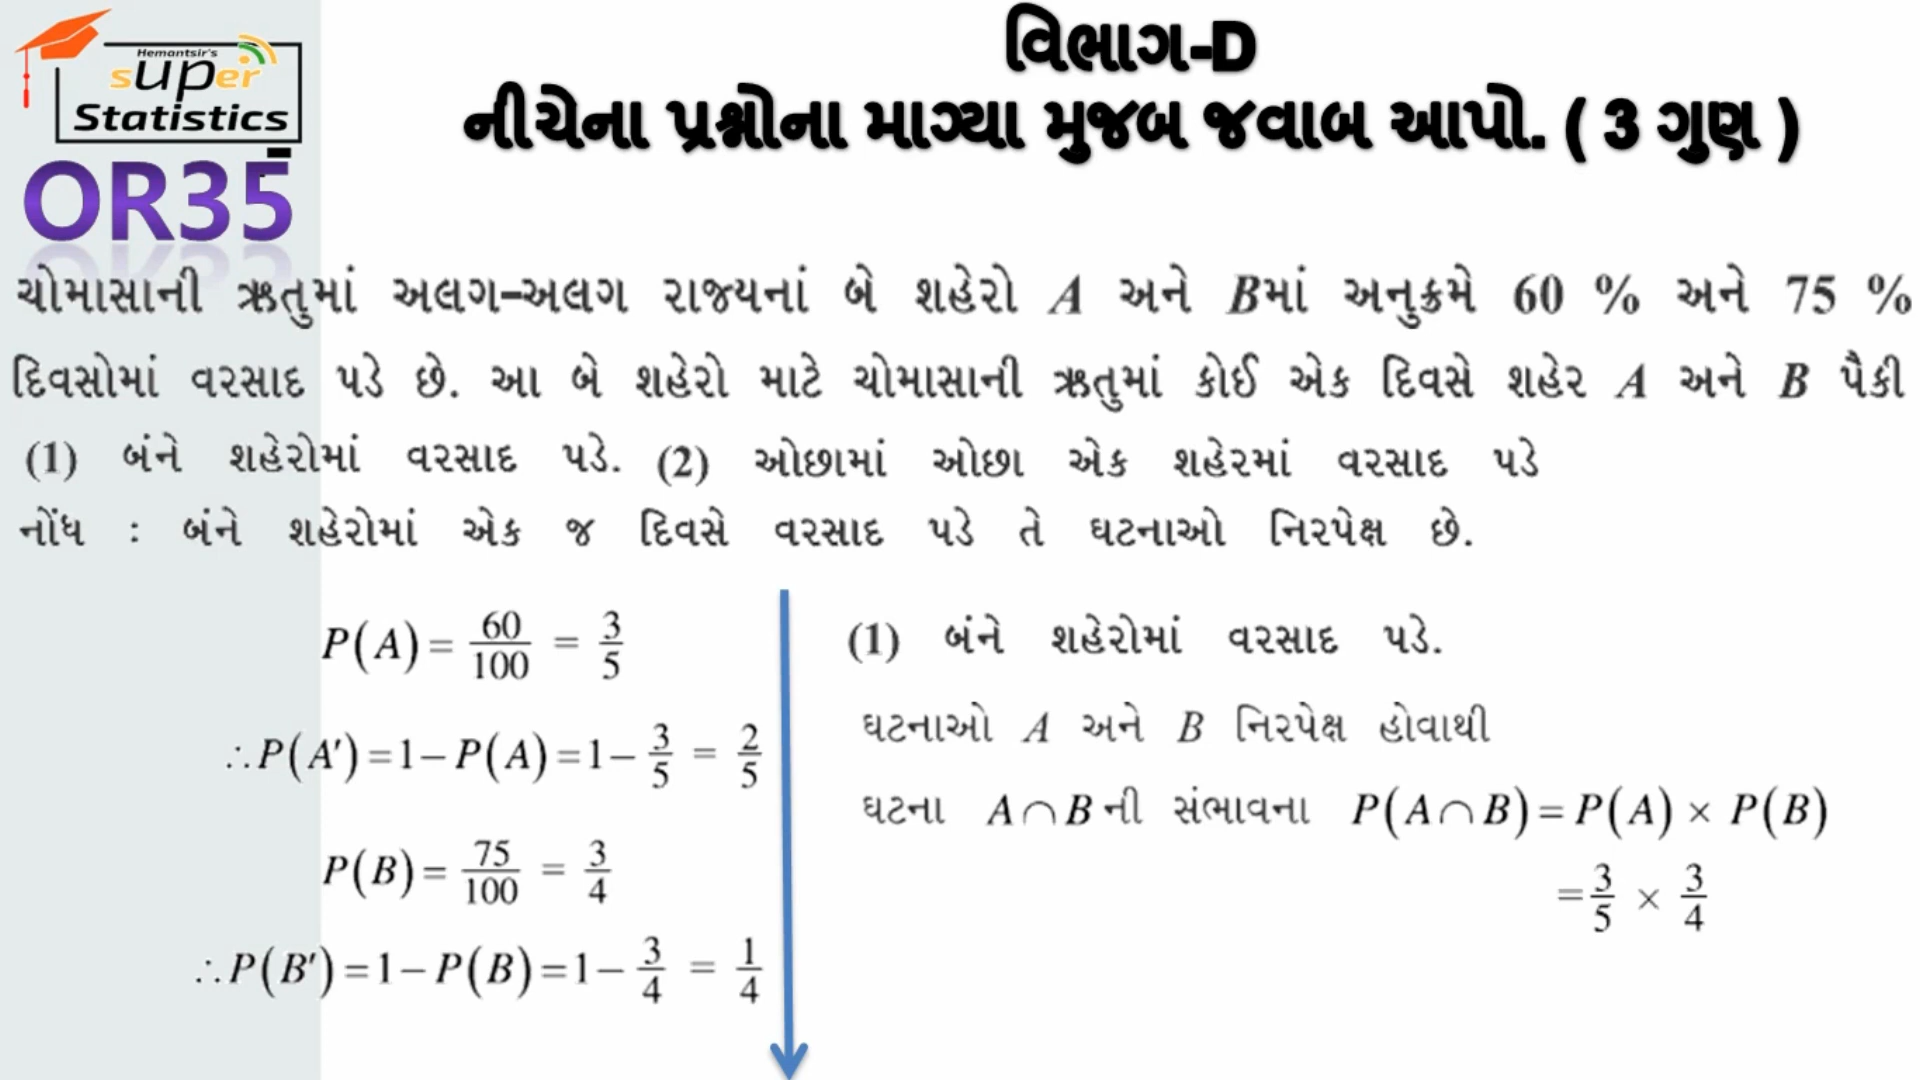 Hemantsir's
super
Statistics
OR35
વિભાગ-D
નીચેના પ્રશ્નોના માગ્યા મુજબ જવાબ આપો. ( 3 ગુણ )
ચોમાસાની ઋતુમાં અલગ-અલગ રાજ્યનાં બે શહેરો A અને Bમાં અનુક્રમે 60 % અને 75 %
દિવસોમાં વરસાદ પડે છે. આ બે શહેરો માટે ચોમાસાની ઋતુમાં કોઈ એક દિવસે શહેર A અને B પૈકી
(1) બંને શહેરોમાં વરસાદ પડે. (2) ઓછામાં ઓછા એક શહેરમાં વરસાદ પડે
નોંધ : બંને શહેરોમાં એક જ દિવસે વરસાદ પડે તે ઘટનાઓ નિરપેક્ષ છે.
P(A) = 60/100 = 3/5
∴ P(A') = 1 − P(A) = 1 − 3/5 = 2/5
P(B) = 75/100 = 3/4
∴ P(B') = 1 − P(B) = 1 − 3/4 = 1/4
(1) બંને શહેરોમાં વરસાદ પડે.
ઘટનાઓ A અને B નિરપેક્ષ હોવાથી
ઘટના A∩B ની સંભાવના P(A∩B) = P(A) × P(B)
= 3/5 × 3/4